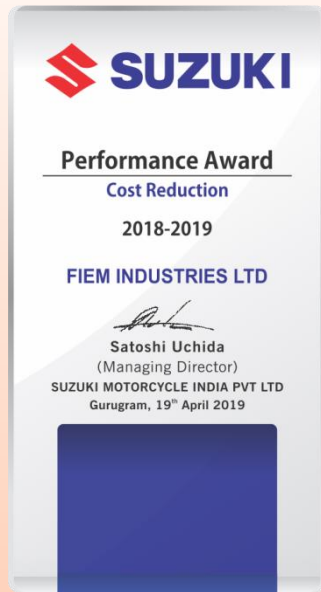 SUZUKI
Performance Award
Cost Reduction
2018-2019
FIEM INDUSTRIES LTD
Satoshi Uchida
(Managing Director)
SUZUKI MOTORCYCLE INDIA PVT LTD
Gurugram, 19th April 2019